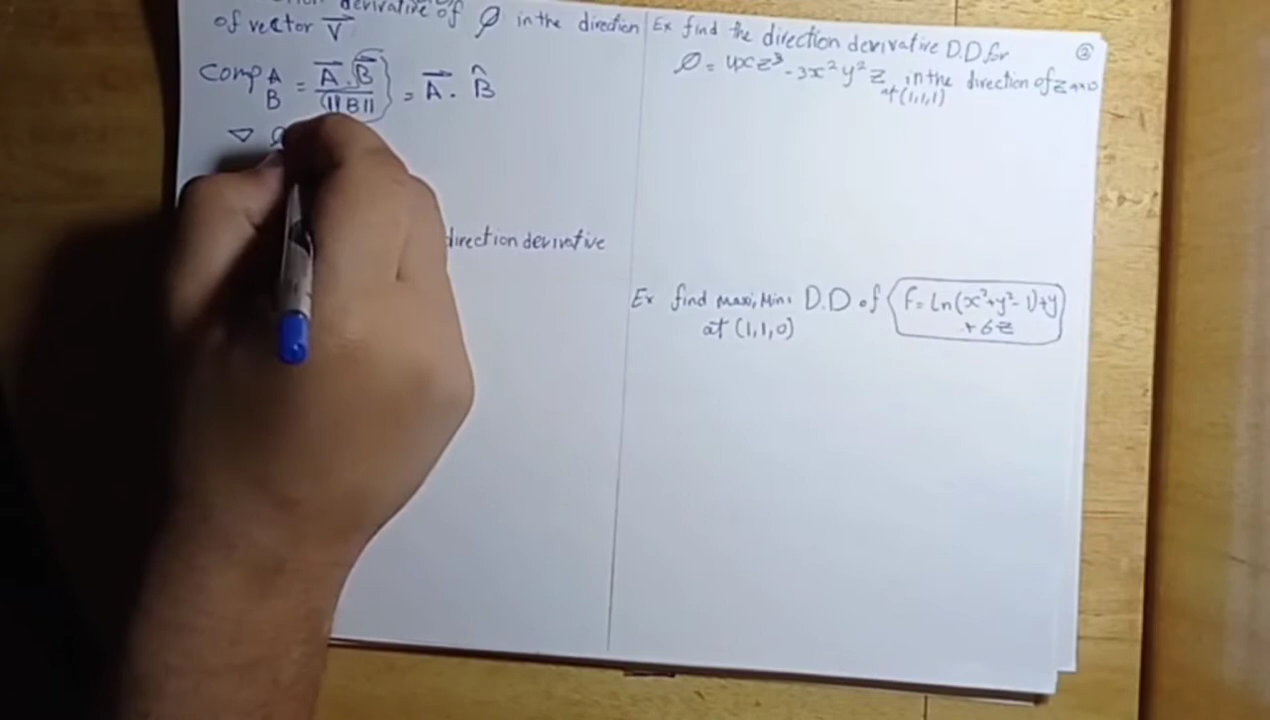 derivative of ∅ in the direction
of vector V⃗
Comp A B = A⃗ . B⃗ / ||B|| = A⃗ . B̂
▽
direction derivative
Ex find the direction derivative D.D for
②
∅ = 4xz³ - 3x²y²z in the direction of z axis
at (1,1,1)
Ex find maxi, Mini D.D of F = Ln(x²+y²-1)+y
+ 6z
at (1,1,0)